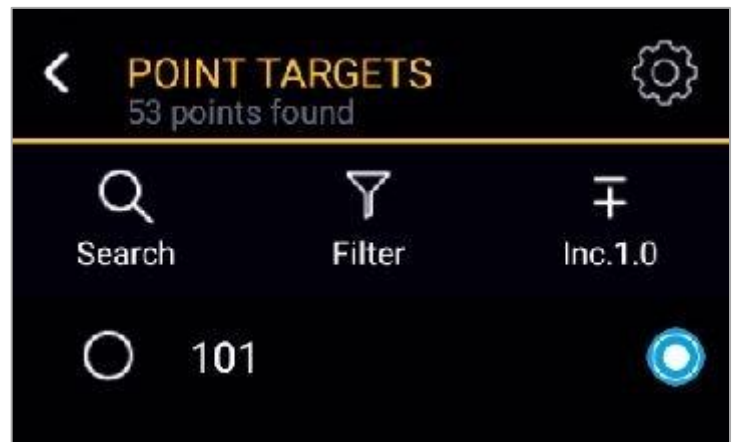 POINT TARGETS
53 points found
Search
Filter
Inc.1.0
101